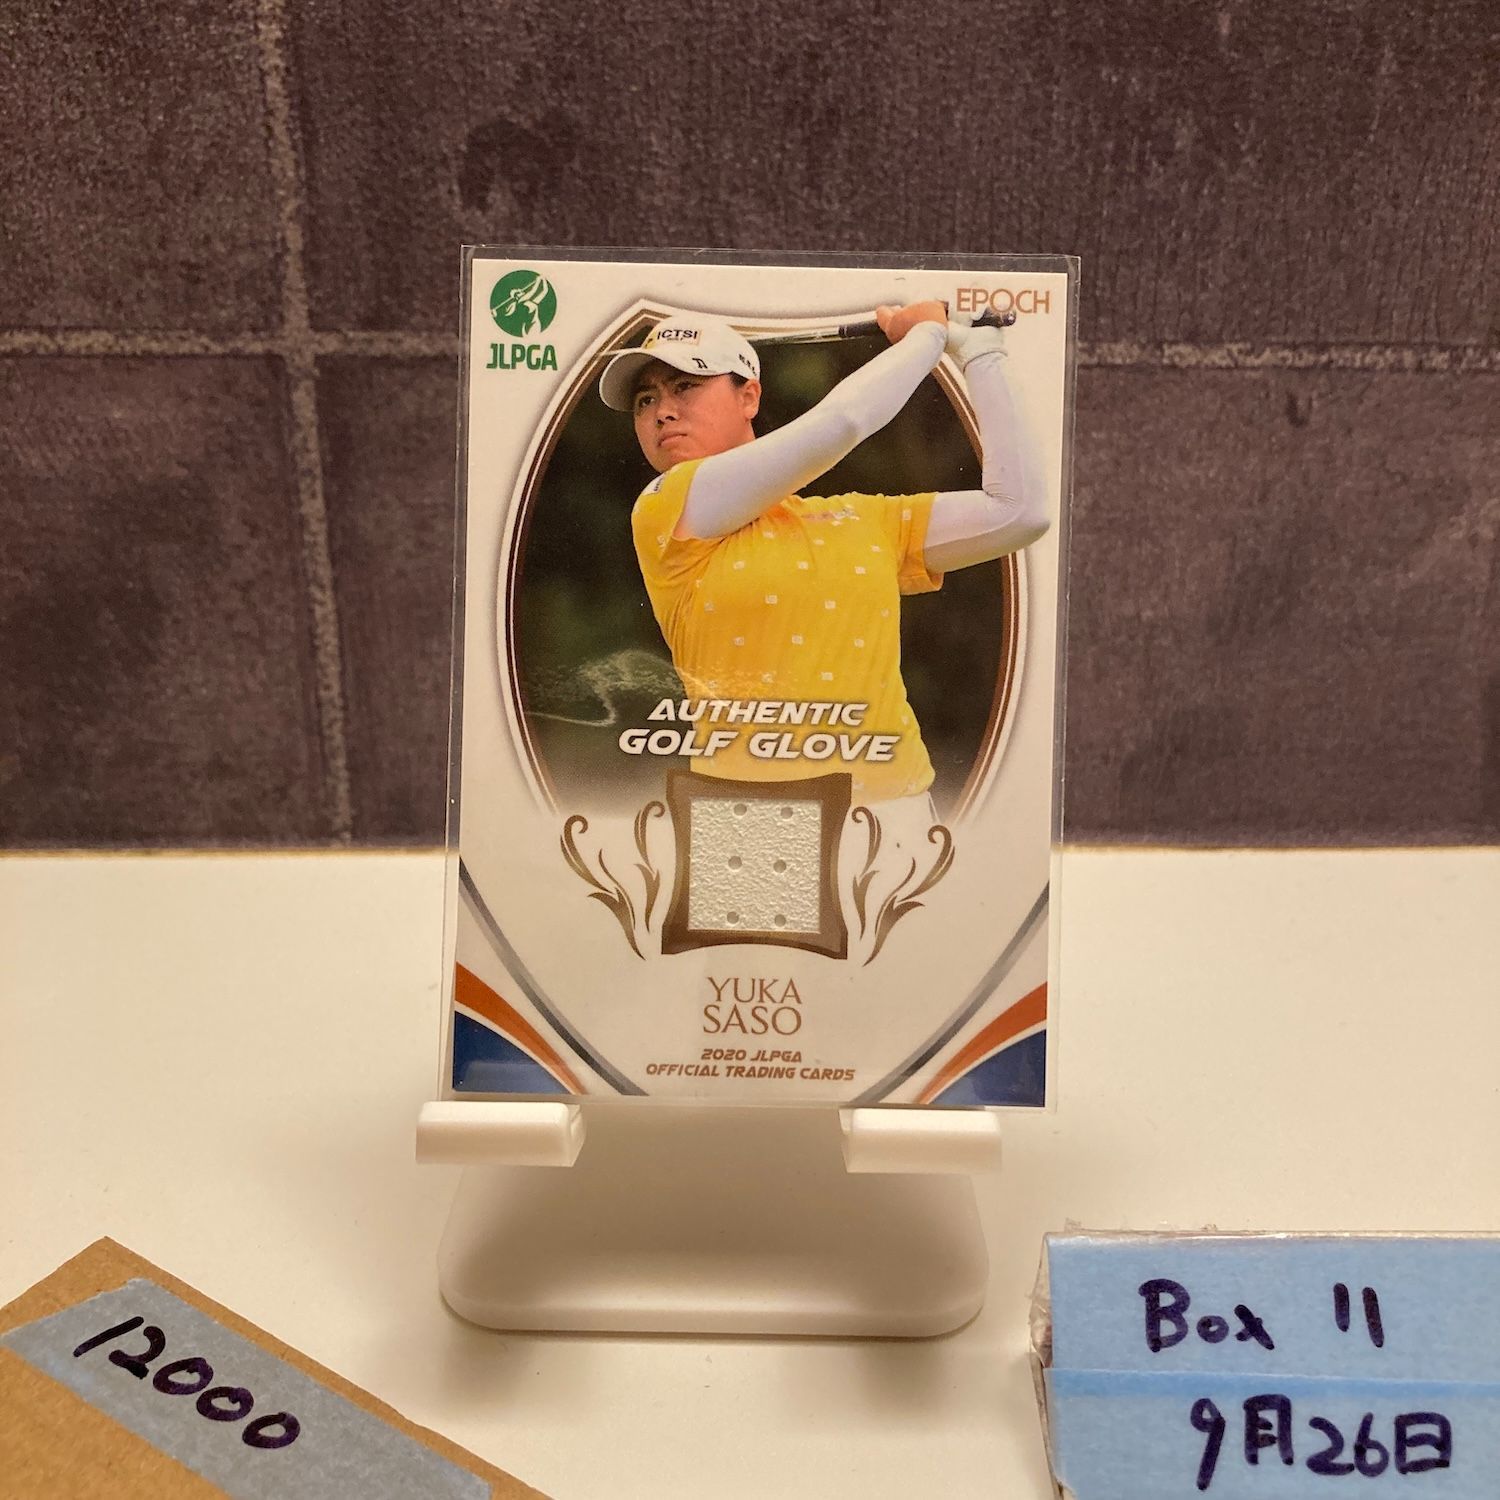 JLPGA
EPOCH
ICTSI
AUTHENTIC
GOLF GLOVE
YUKA
SASO
2020 JLPGA
OFFICIAL TRADING CARDS
12000
Box 11
9月26日